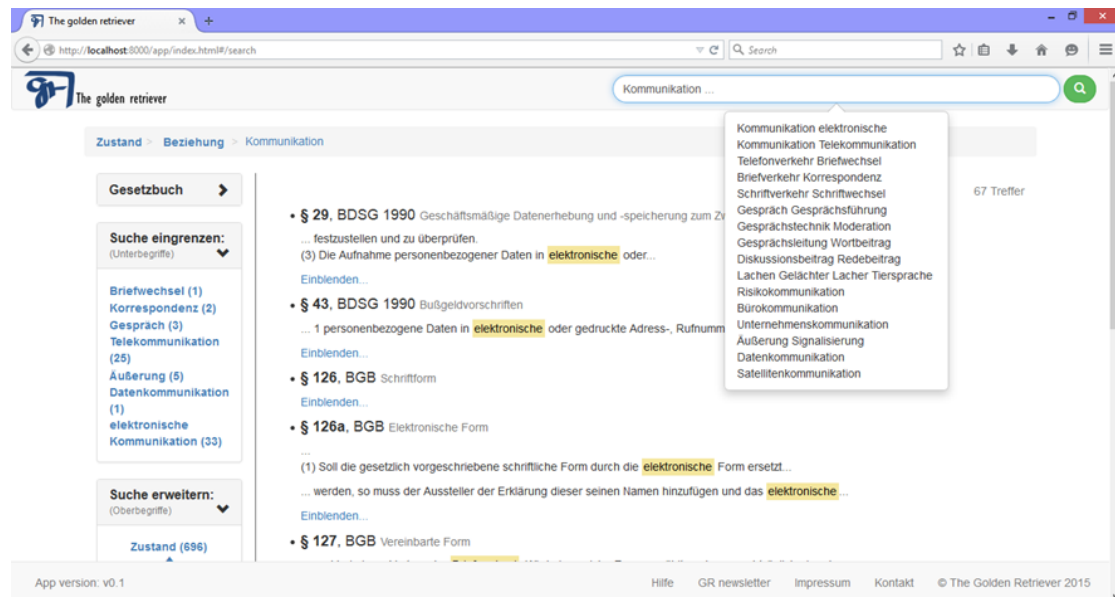 The golden retriever
http://localhost:8000/app/index.html#/search
Search
The golden retriever
Kommunikation ...
Zustand > Beziehung > Kommunikation
Kommunikation elektronische
Kommunikation Telekommunikation
Telefonverkehr Briefwechsel
Briefverkehr Korrespondenz
Schriftverkehr Schriftwechsel
Gespräch Gesprächsführung
Gesprächstechnik Moderation
Gesprächsleitung Wortbeitrag
Diskussionsbeitrag Redebeitrag
Lachen Gelächter Lacher Tiersprache
Risikokommunikation
Bürokommunikation
Unternehmenskommunikation
Äußerung Signalisierung
Datenkommunikation
Satellitenkommunikation
Gesetzbuch
Suche eingrenzen:
(Unterbegriffe)
Briefwechsel (1)
Korrespondenz (2)
Gespräch (3)
Telekommunikation
(25)
Äußerung (5)
Datenkommunikation
(1)
elektronische
Kommunikation (33)
Suche erweitern:
(Oberbegriffe)
Zustand (696)
67 Treffer
• § 29, BDSG 1990 Geschäftsmäßige Datenerhebung und -speicherung zum
... festzustellen und zu überprüfen.
(3) Die Aufnahme personenbezogener Daten in elektronische oder...
Einblenden...
• § 43, BDSG 1990 Bußgeldvorschriften
... 1 personenbezogene Daten in elektronische oder gedruckte Adress-, Rufnumm
Einblenden...
• § 126, BGB Schriftform
Einblenden...
• § 126a, BGB Elektronische Form
...
(1) Soll die gesetzlich vorgeschriebene schriftliche Form durch die elektronische Form ersetzt...
... werden, so muss der Aussteller der Erklärung dieser seinen Namen hinzufügen und das elektronische ...
Einblenden...
• § 127, BGB Vereinbarte Form
App version: v0.1
Hilfe GR newsletter Impressum Kontakt © The Golden Retriever 2015